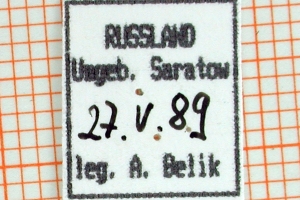 RUSSLAND
Umgeb. Saratow
27.V.89
leg. A. Belik